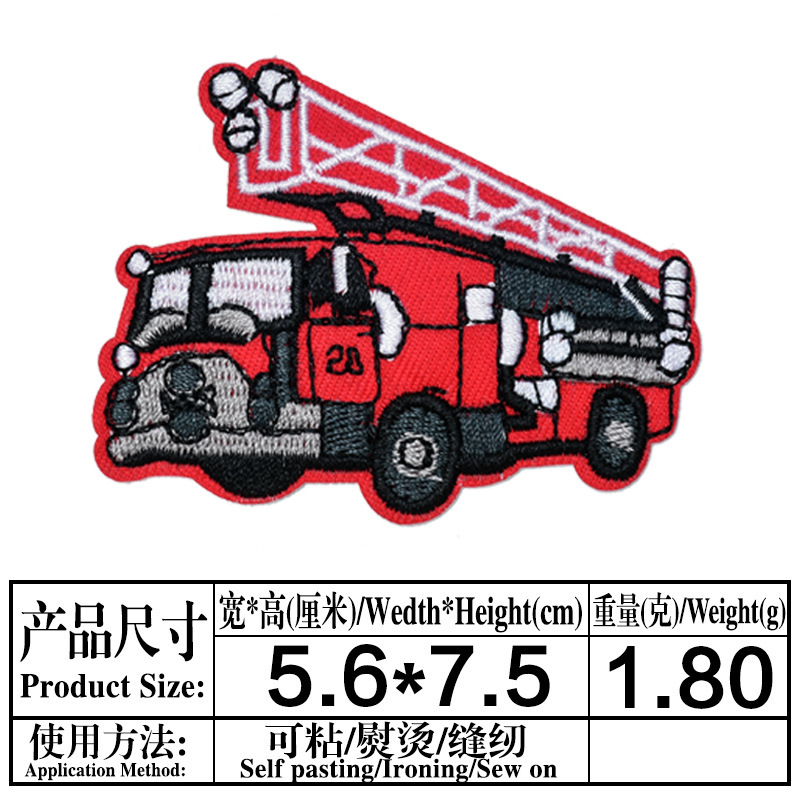 20
产品尺寸
Product Size:
宽*高(厘米)/Wedth*Height(cm)
重量(克)/Weight(g)
5.6*7.5
1.80
使用方法:
Application Method:
可粘/熨烫/缝纫
Self pasting/Ironing/Sew on